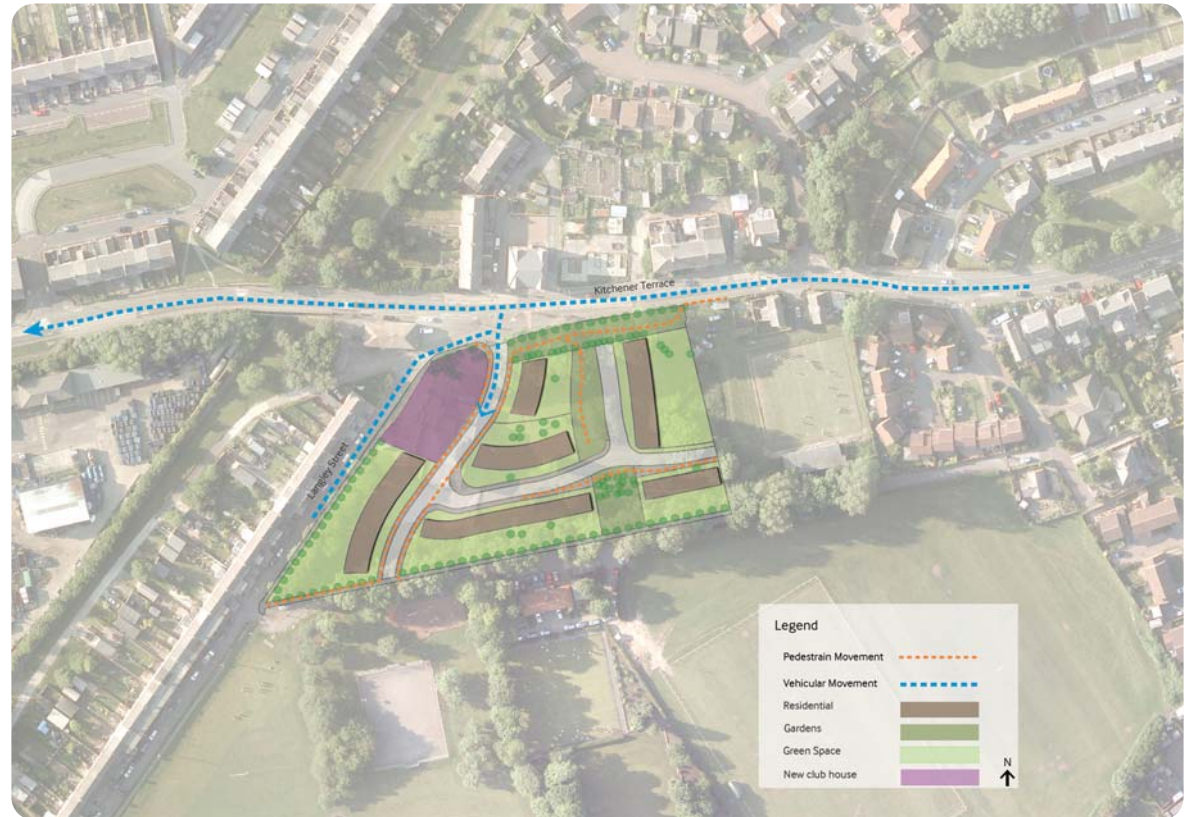 Kitchener Terrace
Langley Street
Legend
Pedestrain Movement
Vehicular Movement
Residential
Gardens
Green Space
New club house
N